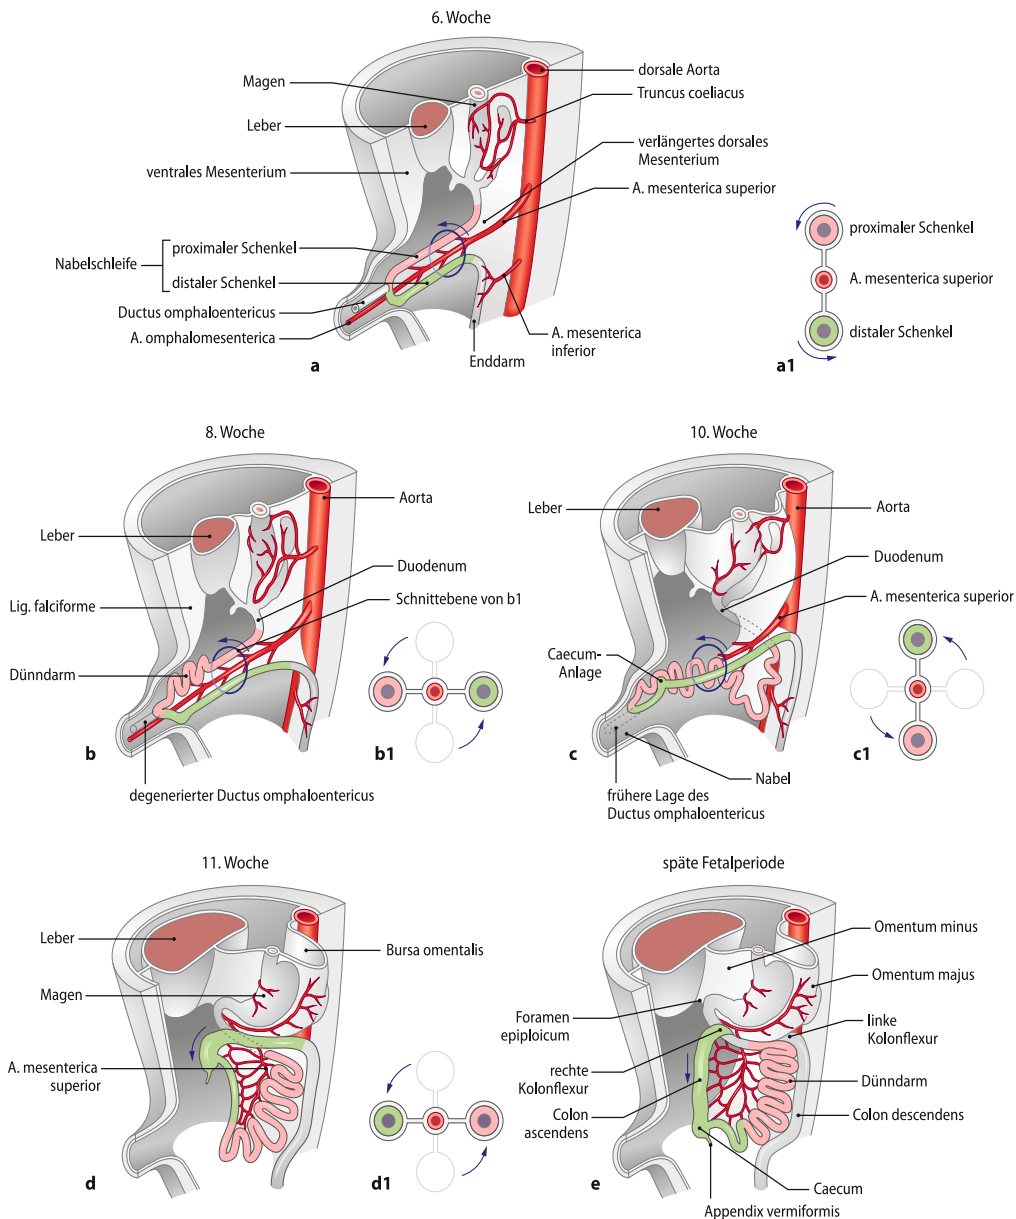 6. Woche
Magen
Leber
ventrales Mesenterium
Nabelschleife
proximaler Schenkel
distaler Schenkel
Ductus omphaloentericus
A. omphalomesenterica
dorsale Aorta
Truncus coeliacus
verlängertes dorsales
Mesenterium
A. mesenterica superior
A. mesenterica
inferior
Enddarm
a
proximaler Schenkel
A. mesenterica superior
distaler Schenkel
a1
8. Woche
Leber
Lig. falciforme
Dünndarm
Aorta
Duodenum
Schnittebene von b1
degenerierter Ductus omphaloentericus
b
b1
10. Woche
Leber
Caecum-
Anlage
Aorta
Duodenum
A. mesenterica superior
Nabel
frühere Lage des
Ductus omphaloentericus
c
c1
11. Woche
Leber
Magen
A. mesenterica
superior
Bursa omentalis
d
d1
späte Fetalperiode
Foramen
epiploicum
rechte
Kolonflexur
Colon
ascendens
Omentum minus
Omentum majus
linke
Kolonflexur
Dünndarm
Colon descendens
Caecum
Appendix vermiformis
e